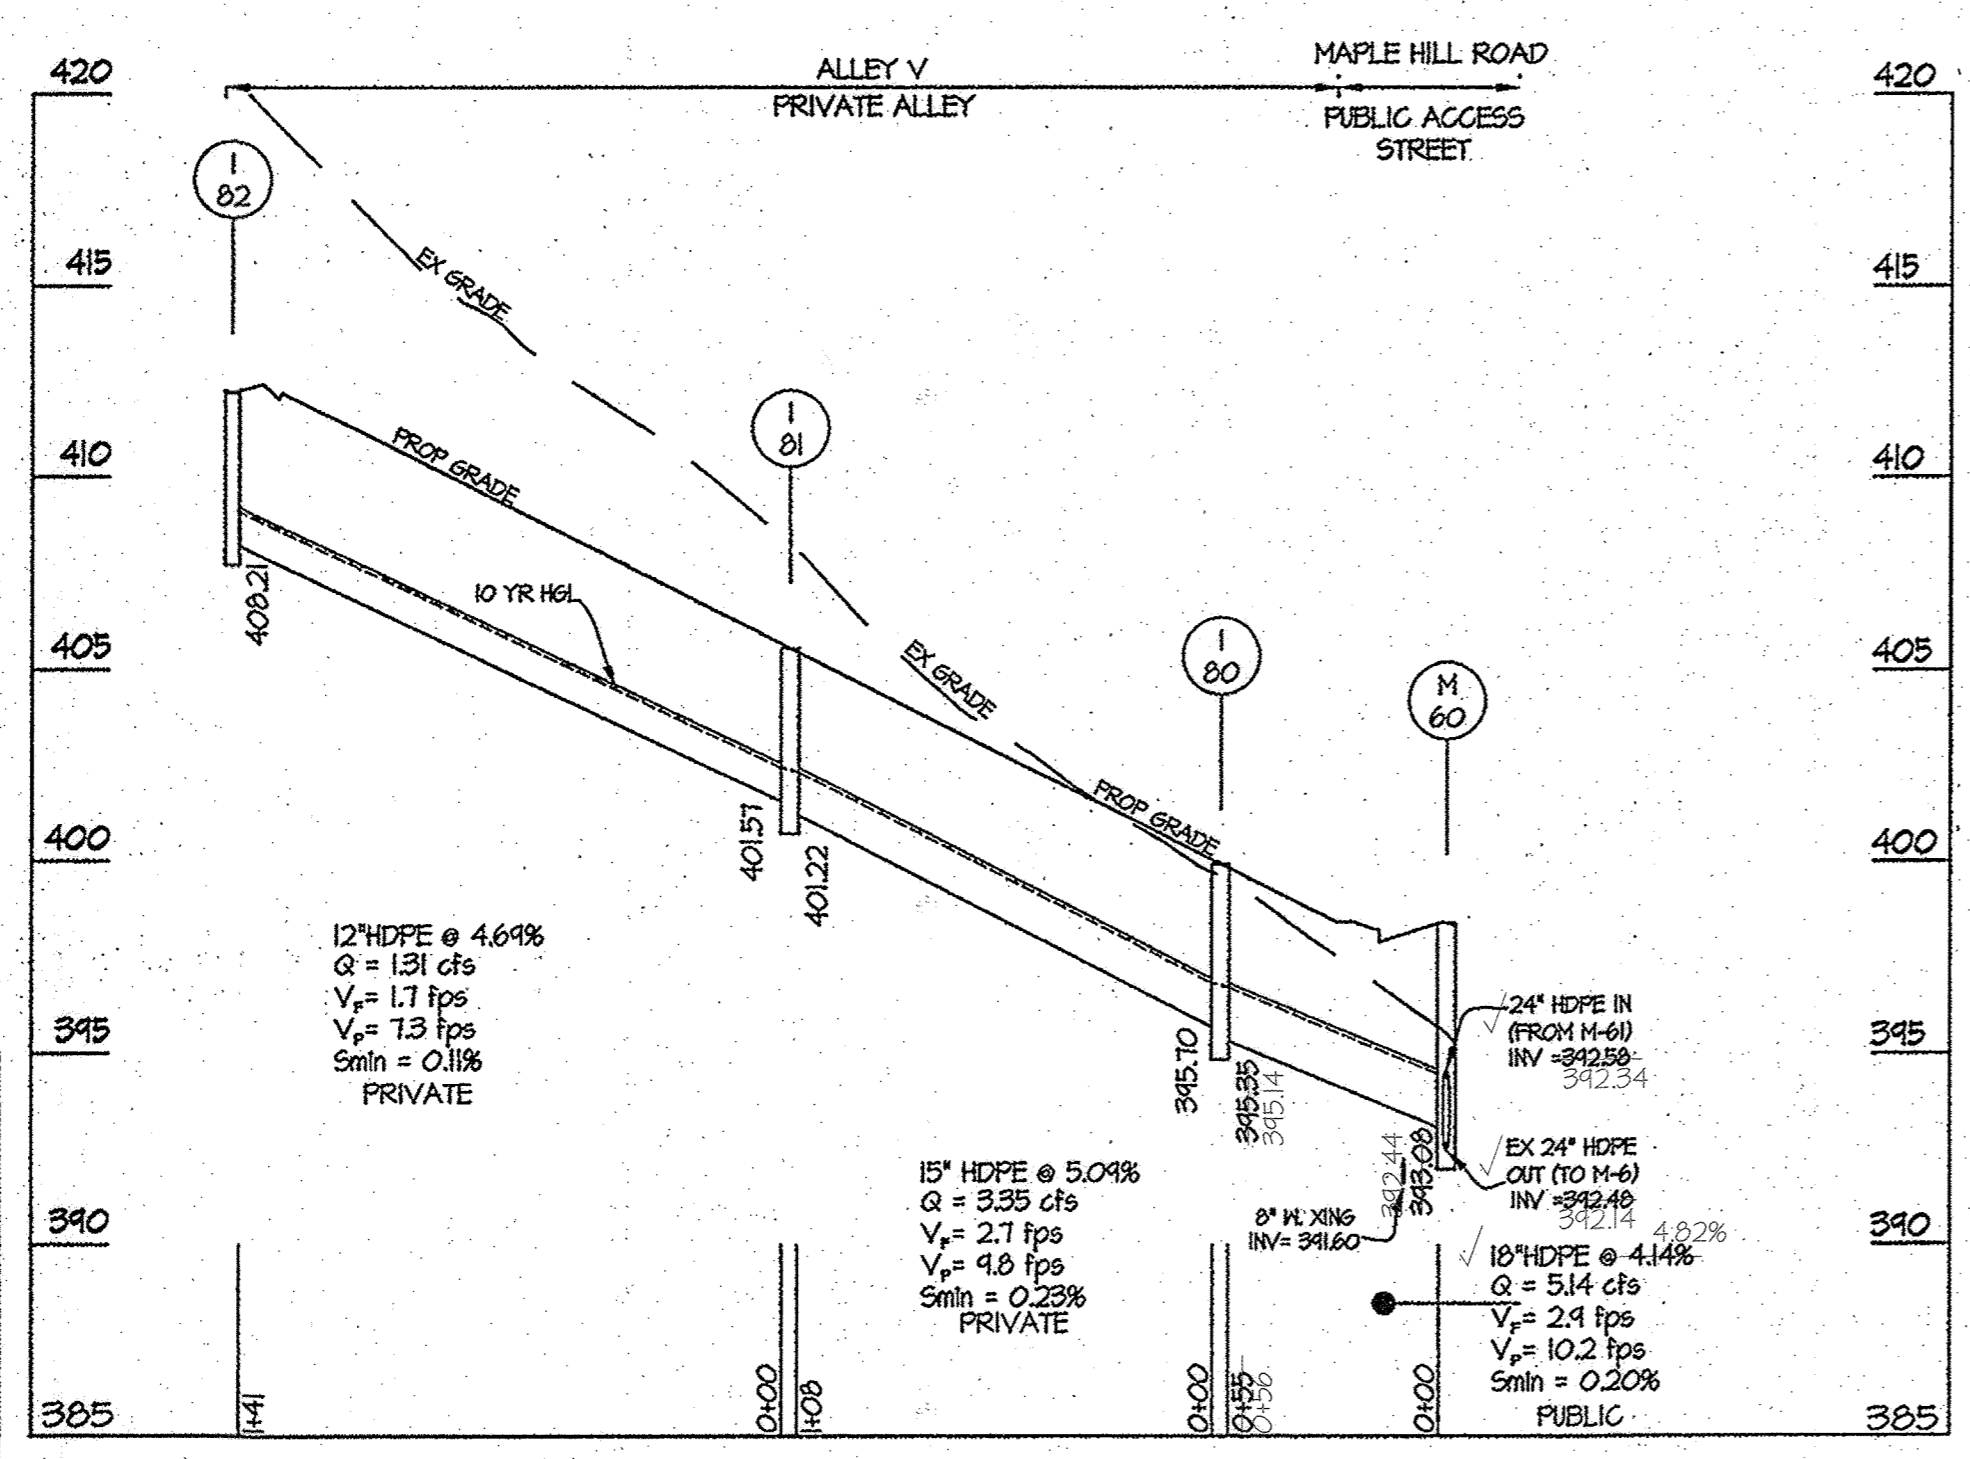 420
ALLEY V
PRIVATE ALLEY
MAPLE HILL ROAD
PUBLIC ACCESS
STREET
420
I
82
415
EX GRADE
415
410
PROP GRADE
I
81
410
408.21
10 YR HGL
405
EX GRADE
I
80
M
60
405
400
401.57
401.22
PROP GRADE
400
12" HDPE @ 4.69%
Q = 1.31 cfs
VF = 1.7 fps
VP = 7.3 fps
Smin = 0.11%
PRIVATE
395
395.70
395.35
395.14
24" HDPE IN
(FROM M-61)
INV = 392.58
392.34
395
392.44
393.08
EX 24" HDPE
OUT (TO M-6)
INV = 392.48
392.14
15" HDPE @ 5.09%
Q = 3.35 cfs
VF = 2.7 fps
VP = 9.8 fps
Smin = 0.23%
PRIVATE
8" W. XING
INV = 391.60
390
390
4.82%
18" HDPE @ 4.14%
Q = 5.14 cfs
VF = 2.9 fps
VP = 10.2 fps
Smin = 0.20%
PUBLIC
385
1+41
0+00
1+08
0+00
0+55
0+56
0+00
385